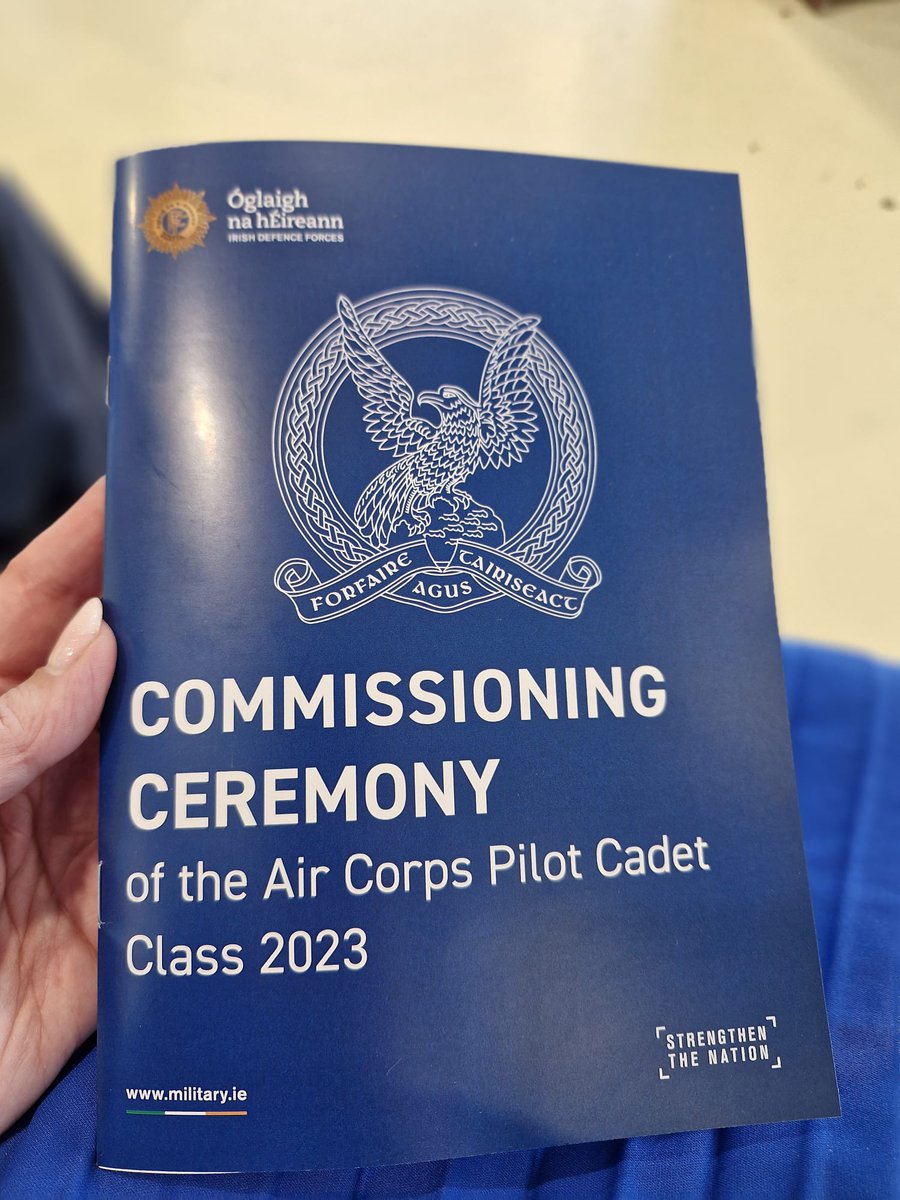 Óglaigh
na hÉireann
IRISH DEFENCE FORCES
FORFAIRE AGUS TAIRISEACT
COMMISSIONING
CEREMONY
of the Air Corps Pilot Cadet
Class 2023
STRENGTHEN
THE NATION
www.military.ie